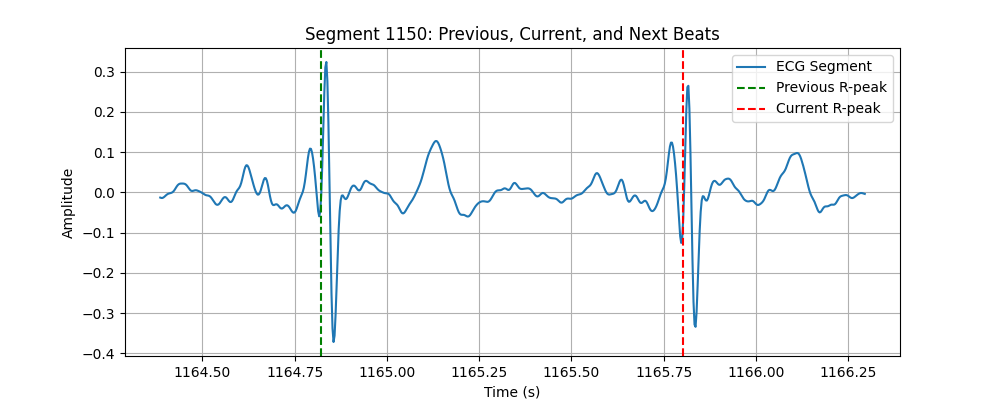 Segment 1150: Previous, Current, and Next Beats
ECG Segment
Previous R-peak
Current R-peak
0.3
0.2
0.1
0.0
−0.1
−0.2
−0.3
−0.4
Amplitude
1164.50 1164.75 1165.00 1165.25 1165.50 1165.75 1166.00 1166.25
Time (s)